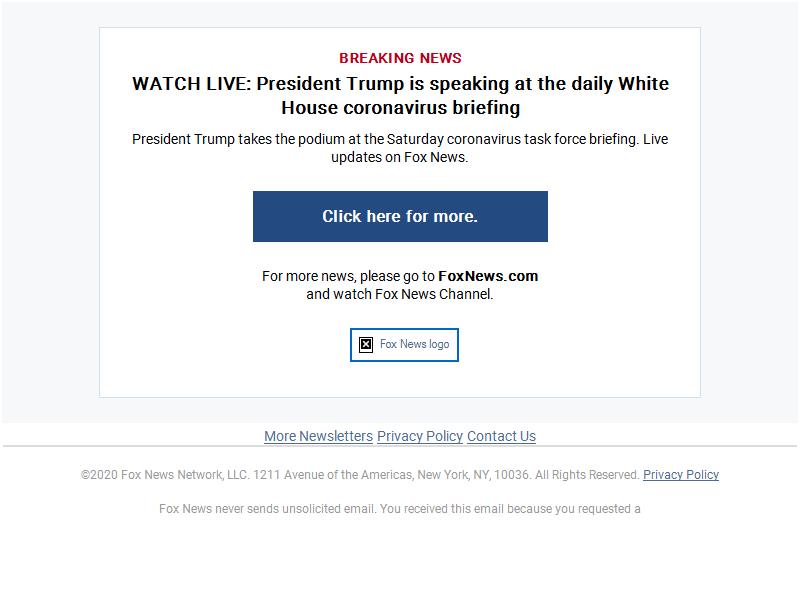 BREAKING NEWS
WATCH LIVE: President Trump is speaking at the daily White
House coronavirus briefing
President Trump takes the podium at the Saturday coronavirus task force briefing. Live
updates on Fox News.
Click here for more.
For more news, please go to FoxNews.com
and watch Fox News Channel.
Fox News logo
More Newsletters Privacy Policy Contact Us
©2020 Fox News Network, LLC. 1211 Avenue of the Americas, New York, NY, 10036. All Rights Reserved. Privacy Policy
Fox News never sends unsolicited email. You received this email because you requested a